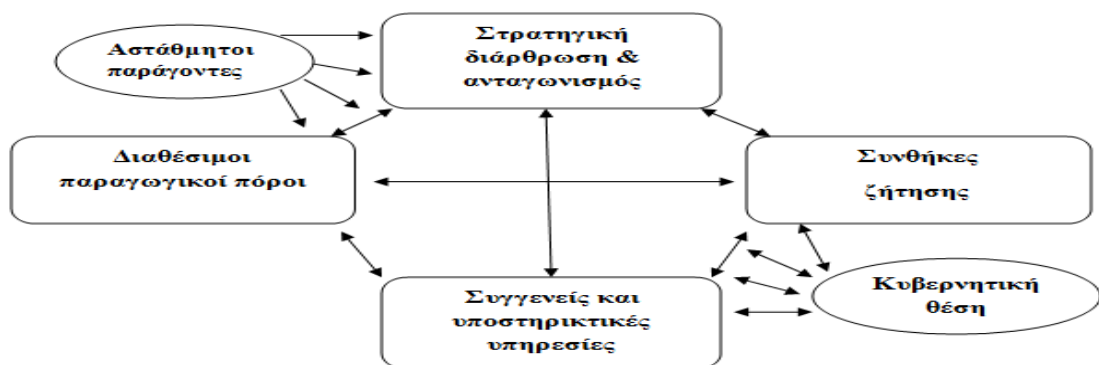 Αστάθμητοι
παράγοντες
Στρατηγική
διάρθρωση &
ανταγωνισμός
Διαθέσιμοι
παραγωγικοί πόροι
Συνθήκες
ζήτησης
Συγγενείς και
υποστηρικτικές
υπηρεσίες
Κυβερνητική
θέση